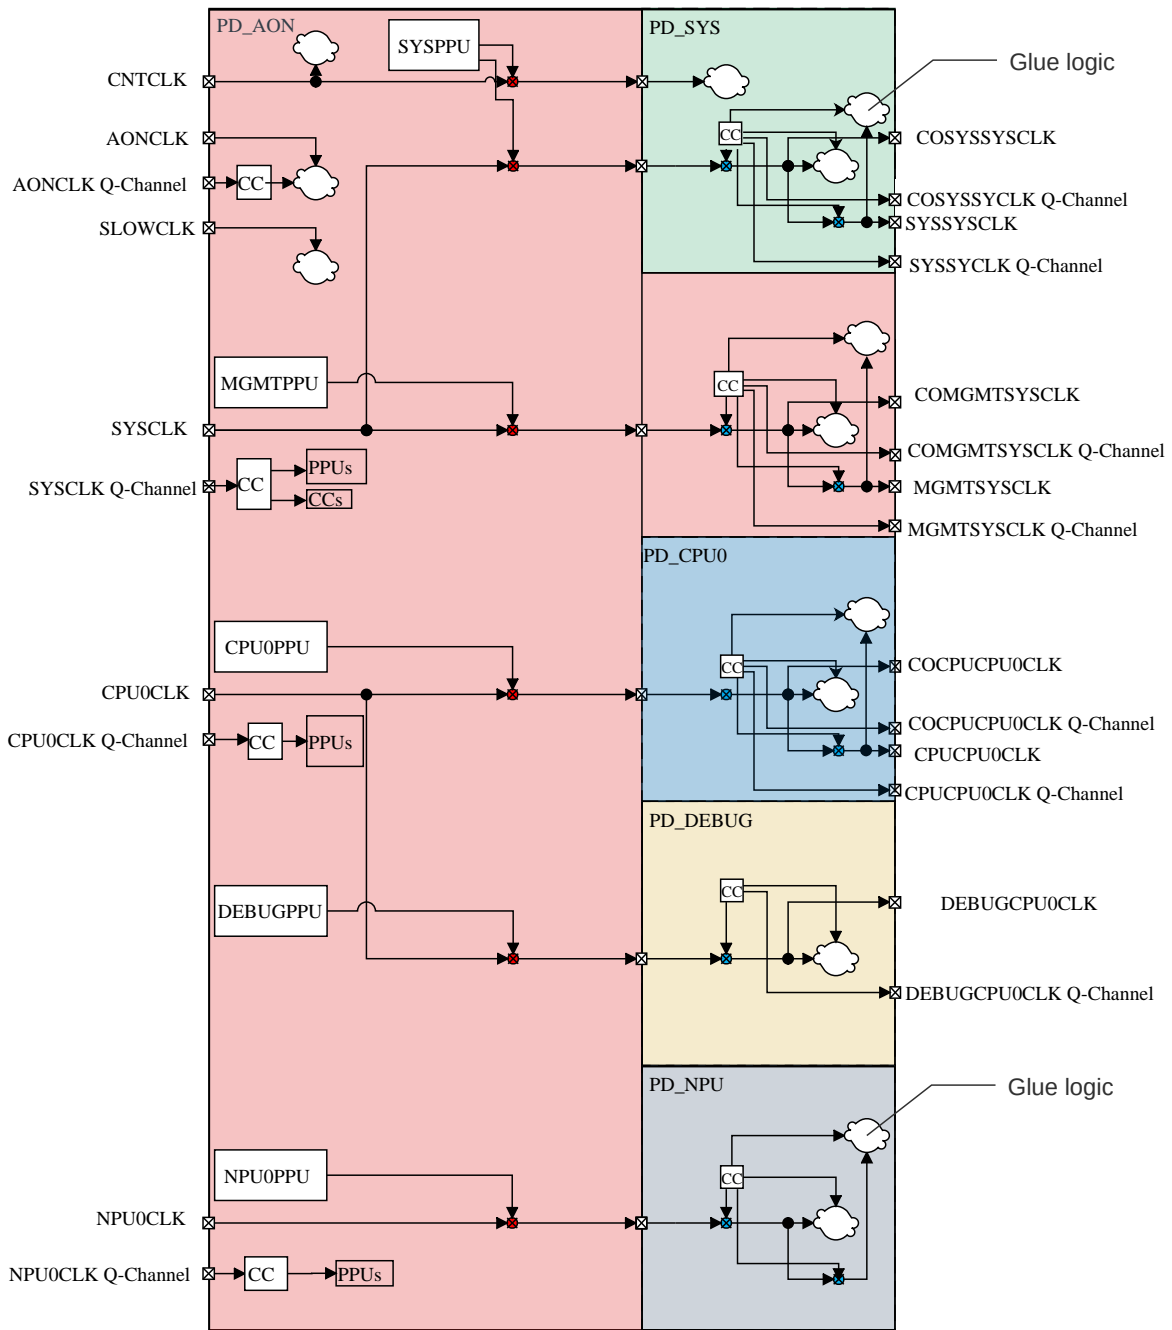 PD_AON
SYSPPU
PD_SYS
Glue logic
CNTCLK
AONCLK
CC
COSYSSYSCLK
AONCLK Q-Channel
CC
COSYSSYCLK Q-Channel
SLOWCLK
SYSSYSCLK
SYSSYCLK Q-Channel
MGMTPPU
CC
COMGMTSYSCLK
SYSCLK
COMGMTSYSCLK Q-Channel
PPUs
SYSCLK Q-Channel
CC
CCs
MGMTSYSCLK
MGMTSYSCLK Q-Channel
PD_CPU0
CPU0PPU
CC
COCPUCPU0CLK
CPU0CLK
COCPUCPU0CLK Q-Channel
CPU0CLK Q-Channel
CC
PPUs
CPUCPU0CLK
CPUCPU0CLK Q-Channel
PD_DEBUG
CC
DEBUGPPU
DEBUGCPU0CLK
DEBUGCPU0CLK Q-Channel
PD_NPU
Glue logic
NPU0PPU
CC
NPU0CLK
NPU0CLK Q-Channel
CC
PPUs